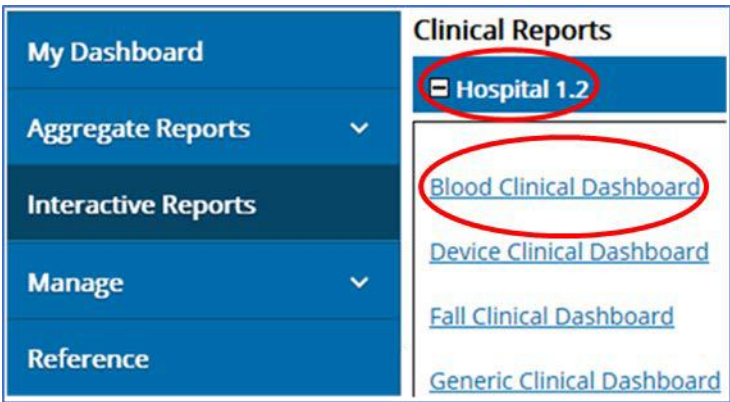 My Dashboard
Aggregate Reports
Interactive Reports
Manage
Reference
Clinical Reports
Hospital 1.2
Blood Clinical Dashboard
Device Clinical Dashboard
Fall Clinical Dashboard
Generic Clinical Dashboard